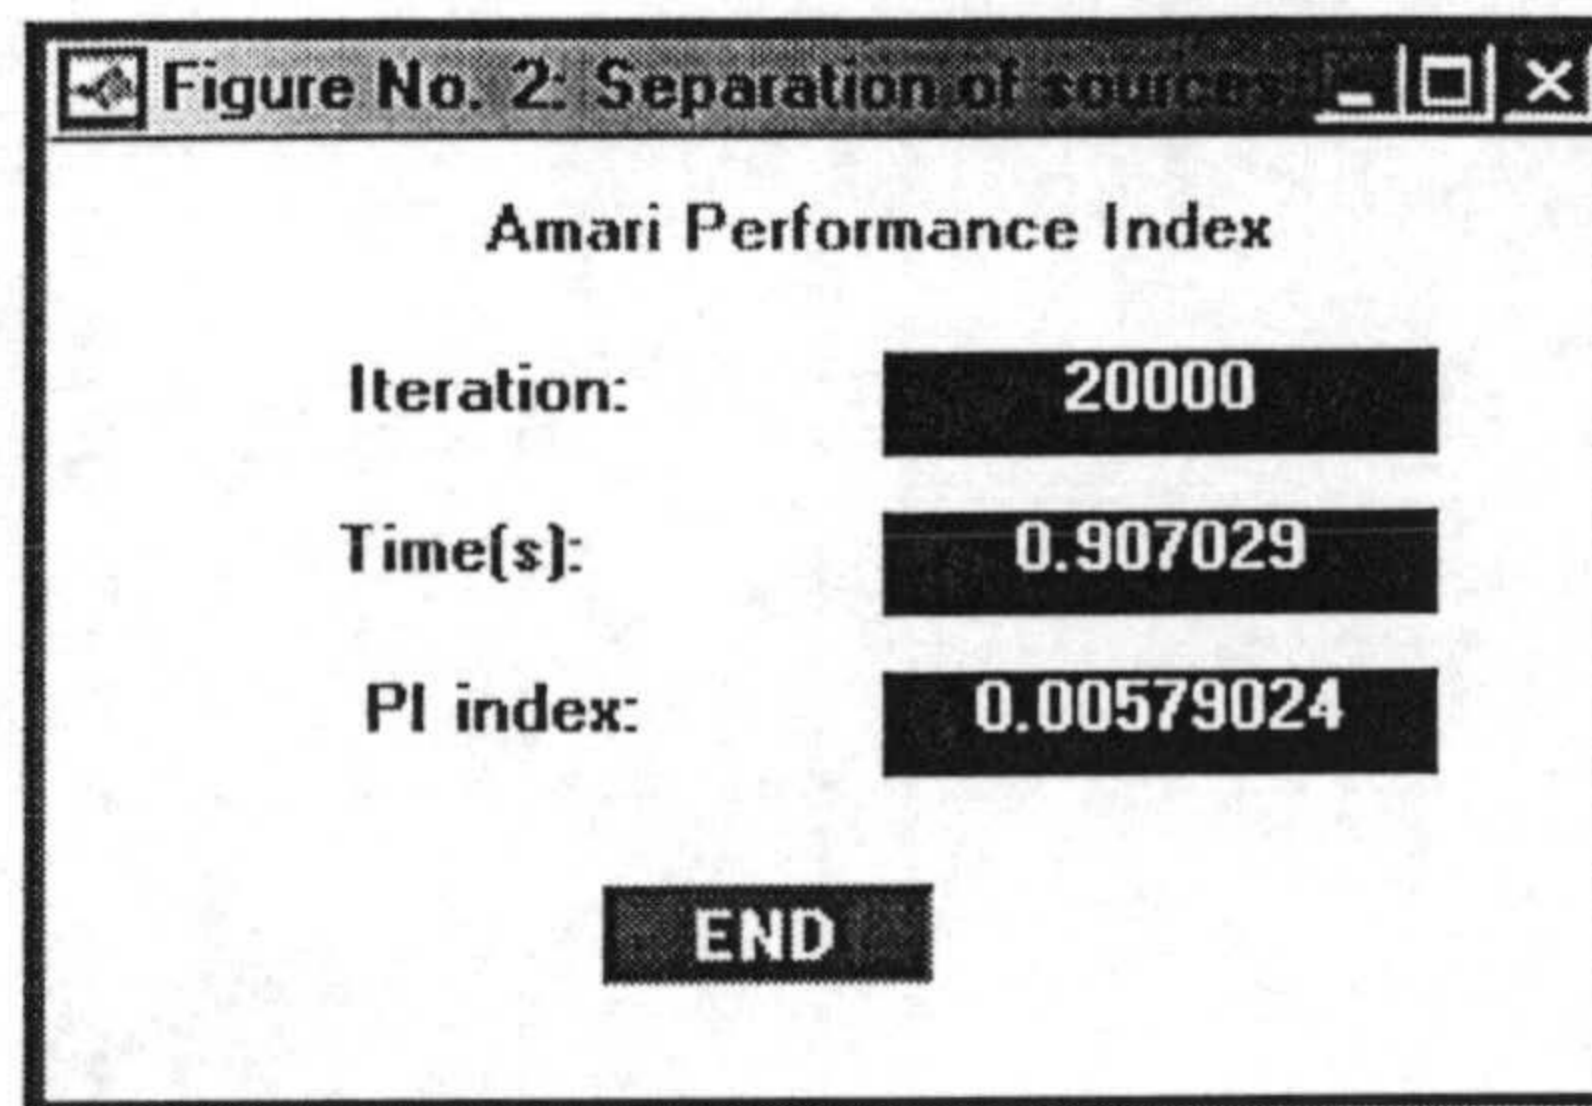 Figure No. 2: Separation of sources
Amari Performance Index
Iteration: 20000
Time(s): 0.907029
PI index: 0.00579024
END